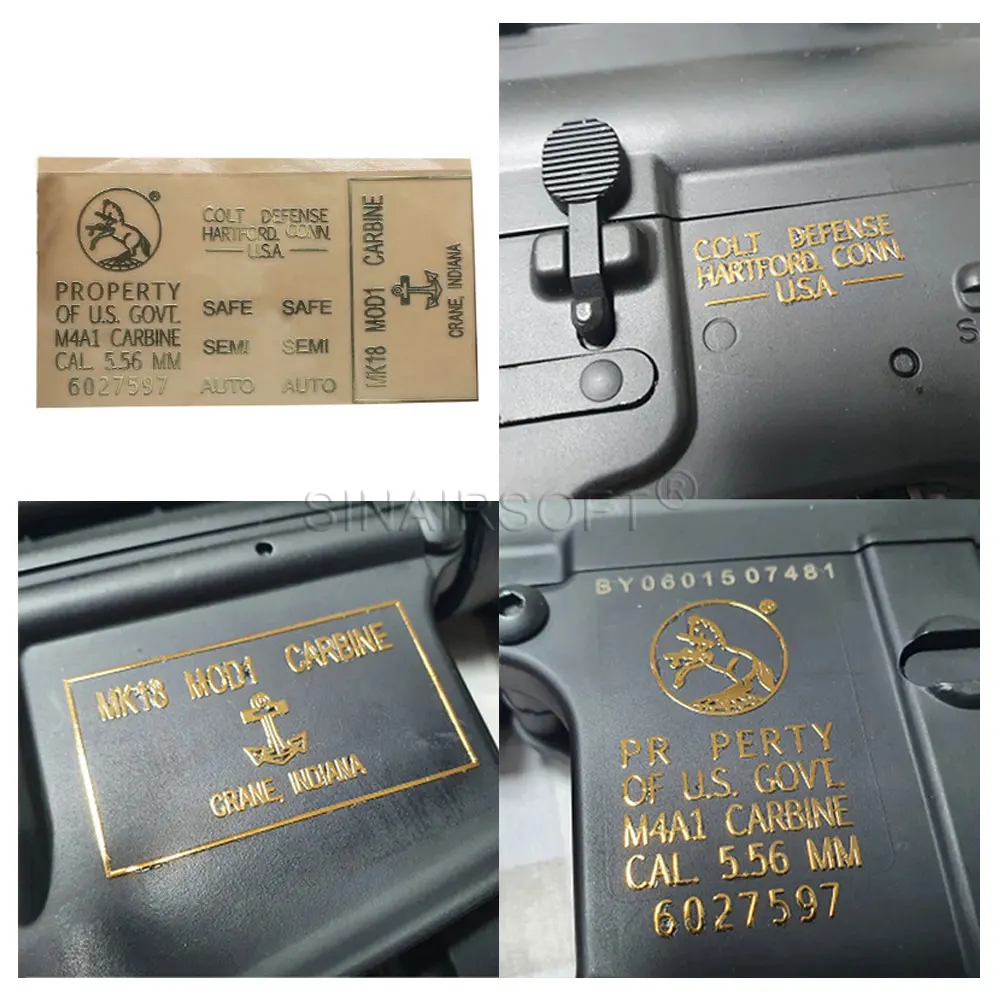 ®
COLT DEFENSE
HARTFORD. CONN.
U.S.A.
PROPERTY
OF U.S. GOVT.
M4A1 CARBINE
CAL. 5.56 MM
6027597
SAFE SAFE
SEMI SEMI
AUTO AUTO
MK18 MOD1 CARBINE
CRANE, INDIANA
COLT DEFENSE
HARTFORD. CONN.
U.S.A
S
SINAIRSOFT®
MK18 MOD1 CARBINE
CRANE, INDIANA
BY0601507481
®
PR PERTY
OF U.S. GOVT.
M4A1 CARBINE
CAL. 5.56 MM
6027597